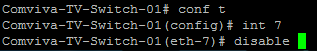 Comviva-TV-Switch-01# conf t
Comviva-TV-Switch-01(config)# int 7
Comviva-TV-Switch-01(eth-7)# disable